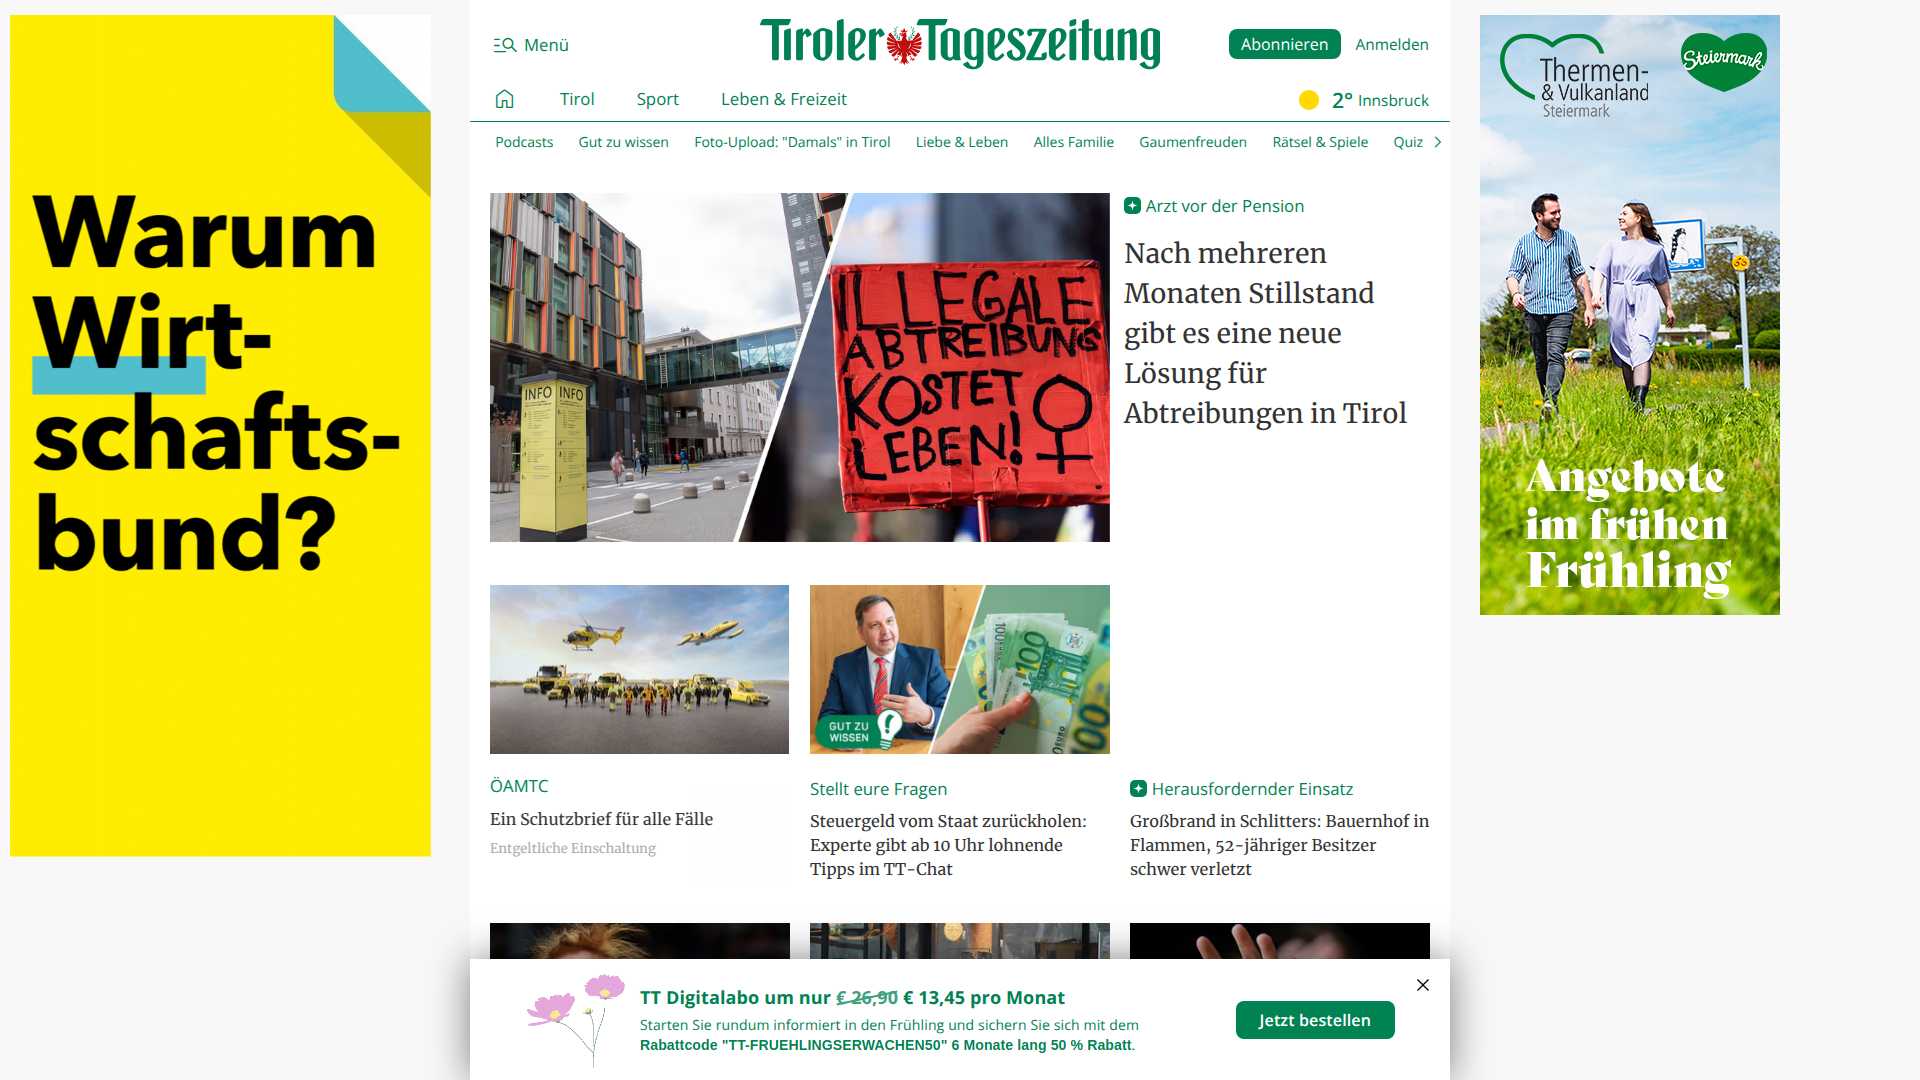 Warum
Wirt-
schafts-
bund?
Menü
Tiroler Tageszeitung
Abonnieren
Anmelden
Tirol
Sport
Leben & Freizeit
2° Innsbruck
Podcasts
Gut zu wissen
Foto-Upload: "Damals" in Tirol
Liebe & Leben
Alles Familie
Gaumenfreuden
Rätsel & Spiele
Quiz
INFO INFO
ILLEGALE
ABTREIBUNG
KOSTET
LEBEN!
Arzt vor der Pension
Nach mehreren
Monaten Stillstand
gibt es eine neue
Lösung für
Abtreibungen in Tirol
GUT ZU
WISSEN
100
100
100
EURO
ÖAMTC
Ein Schutzbrief für alle Fälle
Entgeltliche Einschaltung
Stellt eure Fragen
Steuergeld vom Staat zurückholen:
Experte gibt ab 10 Uhr lohnende
Tipps im TT-Chat
Herausfordernder Einsatz
Großbrand in Schlitters: Bauernhof in
Flammen, 52-jähriger Besitzer
schwer verletzt
TT Digitalabo um nur € 26,90 € 13,45 pro Monat
Starten Sie rundum informiert in den Frühling und sichern Sie sich mit dem
Rabattcode "TT-FRUEHLINGSERWACHEN50" 6 Monate lang 50 % Rabatt.
Jetzt bestellen
Thermen-
& Vulkanland
Steiermark
Steiermark
Angebote
im frühen
Frühling